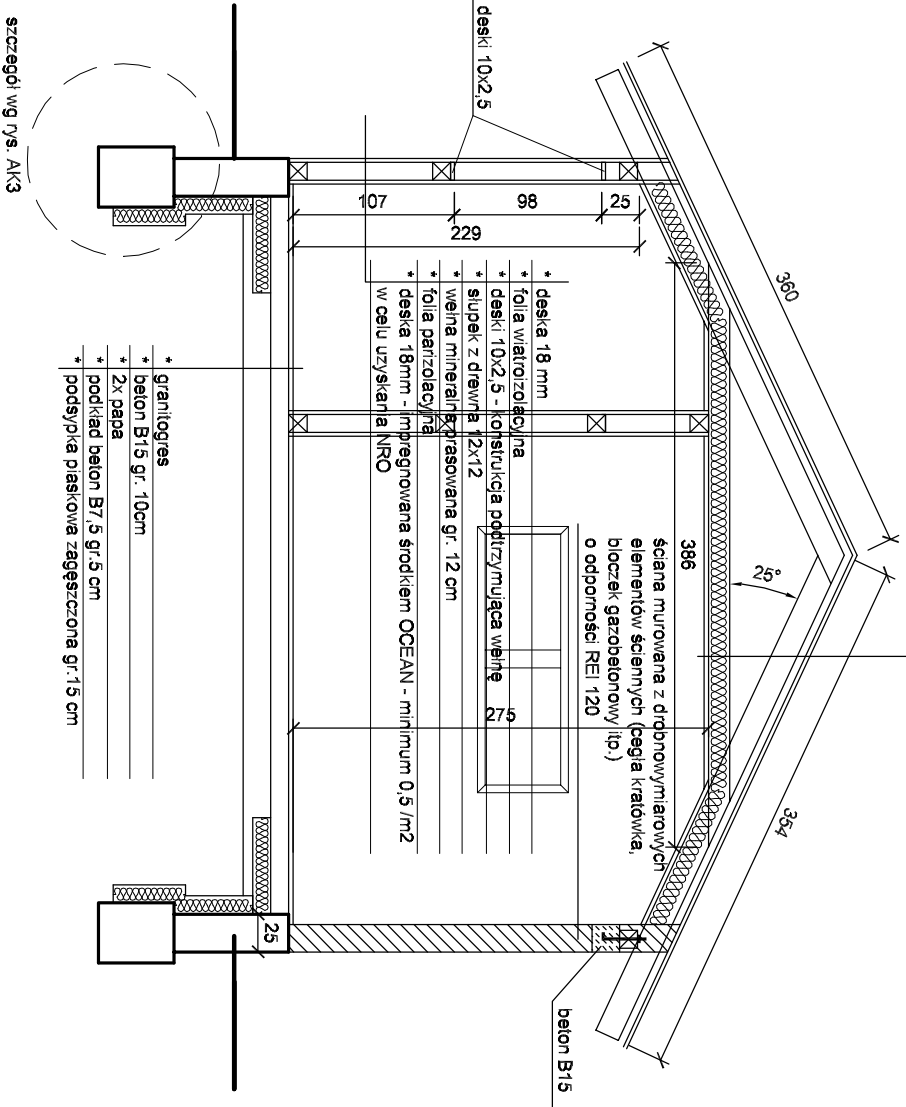 deski 10x2,5
360
354
25°
386
25
98
107
229
275
ściana murowana z drobnowymiarowych
elementów ściennych (cegła kratówka,
bloczek gazobetonowy itp.)
o odporności REI 120
* deska 18 mm
* folia wiatroizolacyjna
* deski 10x2,5 - konstrukcja podtrzymująca wełnę
* słupek z drewna 12x12
* wełna mineralna prasowana gr. 12 cm
* folia parizolacyjna
* deska 18mm - impregnowana środkiem OCEAN - minimum 0,5 /m2
w celu uzyskania NRO
beton B15
25
* granitogres
* beton B15 gr. 10cm
* 2x papa
* podkład beton B7,5 gr.5 cm
* podsypka piaskowa zagęszczona gr.15 cm
szczegół wg rys. AK3